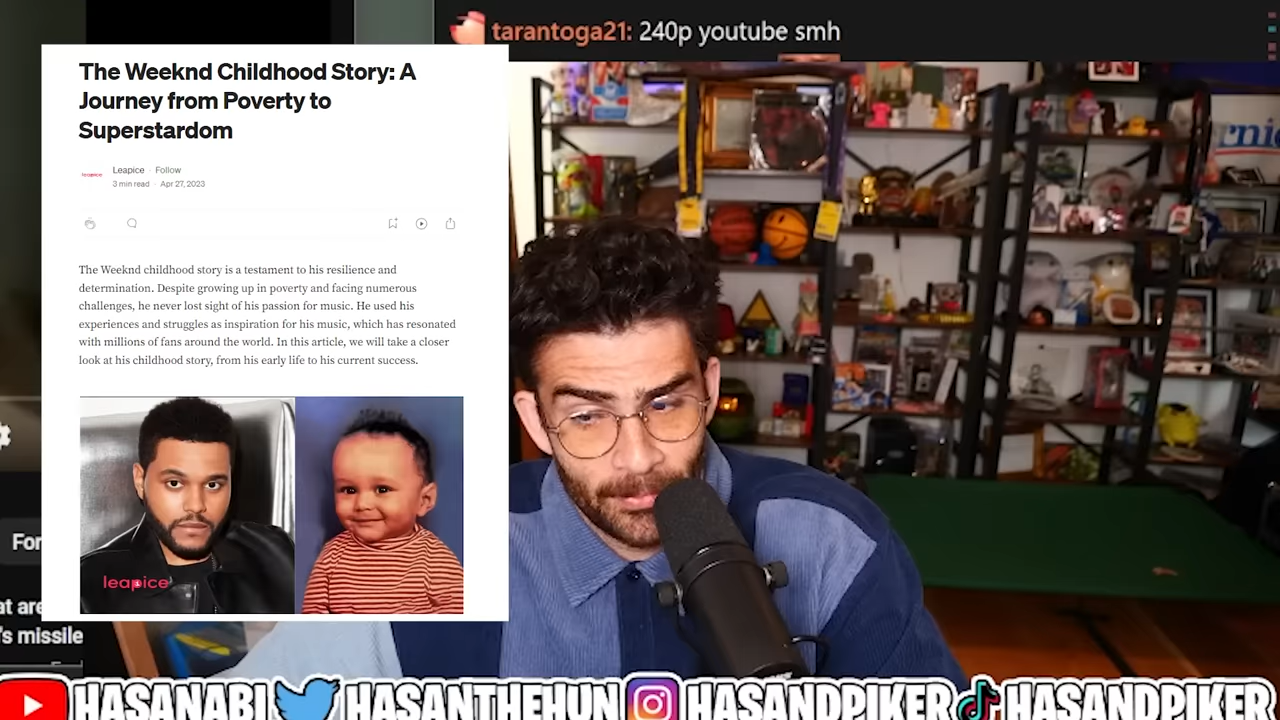 tarantoga21: 240p youtube smh
The Weeknd Childhood Story: A
Journey from Poverty to
Superstardom
leapice
Leapice · Follow
3 min read · Apr 27, 2023
The Weeknd childhood story is a testament to his resilience and
determination. Despite growing up in poverty and facing numerous
challenges, he never lost sight of his passion for music. He used his
experiences and struggles as inspiration for his music, which has resonated
with millions of fans around the world. In this article, we will take a closer
look at his childhood story, from his early life to his current success.
leapice
For
at are
's missile
rnie
HASANABI HASANTHEHUN HASANDPIKER HASANDPIKER